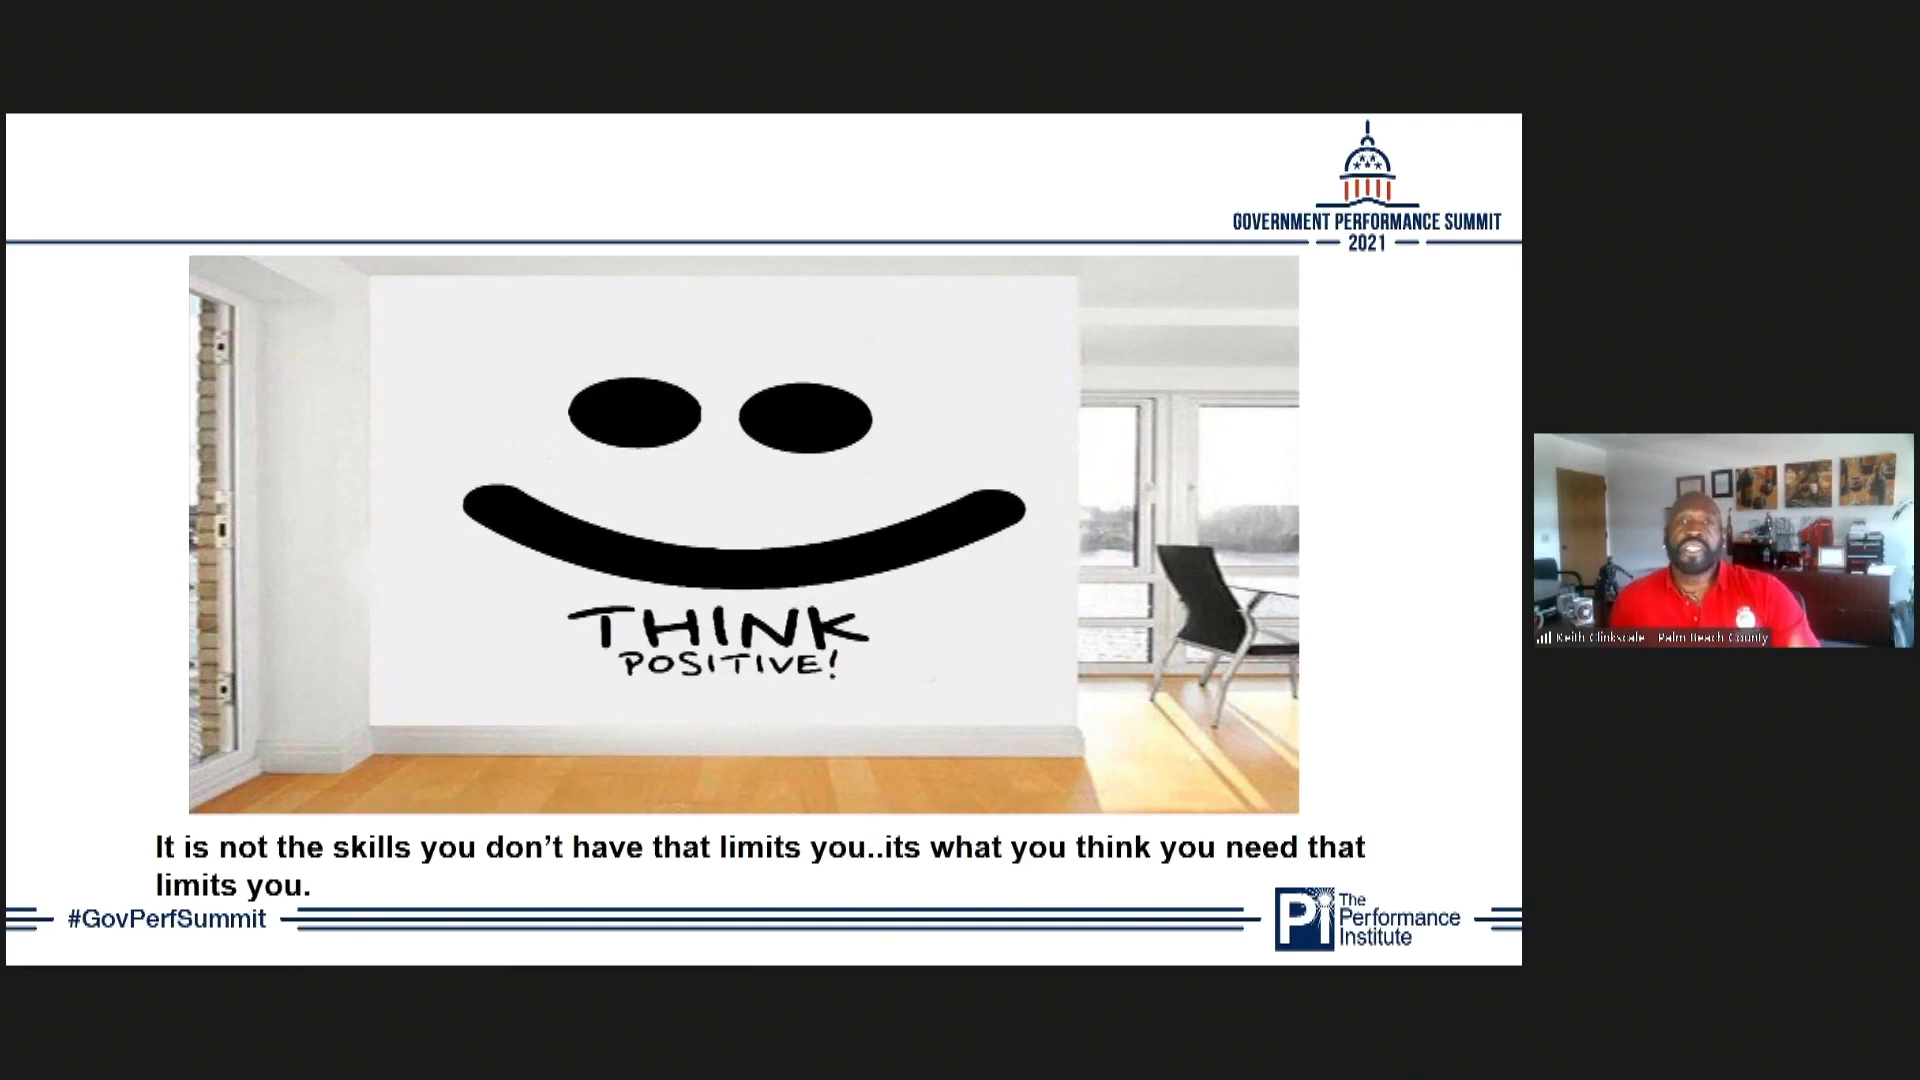 GOVERNMENT PERFORMANCE SUMMIT
2021
THINK
POSITIVE!
It is not the skills you don’t have that limits you..its what you think you need that
limits you.
#GovPerfSummit
Pi
The
Performance
Institute
Keith Clinkscale - Palm Beach County